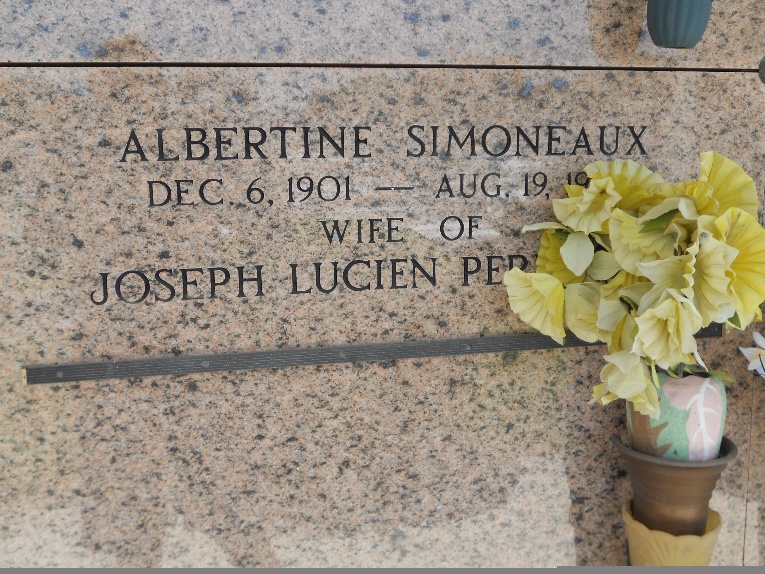 ALBERTINE SIMONEAUX
DEC. 6, 1901 — AUG. 19,
WIFE OF
JOSEPH LUCIEN